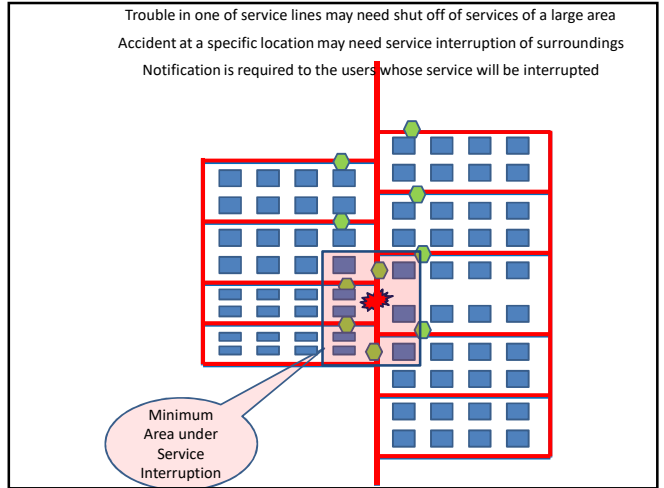 Trouble in one of service lines may need shut off of services of a large area
Accident at a specific location may need service interruption of surroundings
Notification is required to the users whose service will be interrupted
Minimum
Area under
Service
Interruption